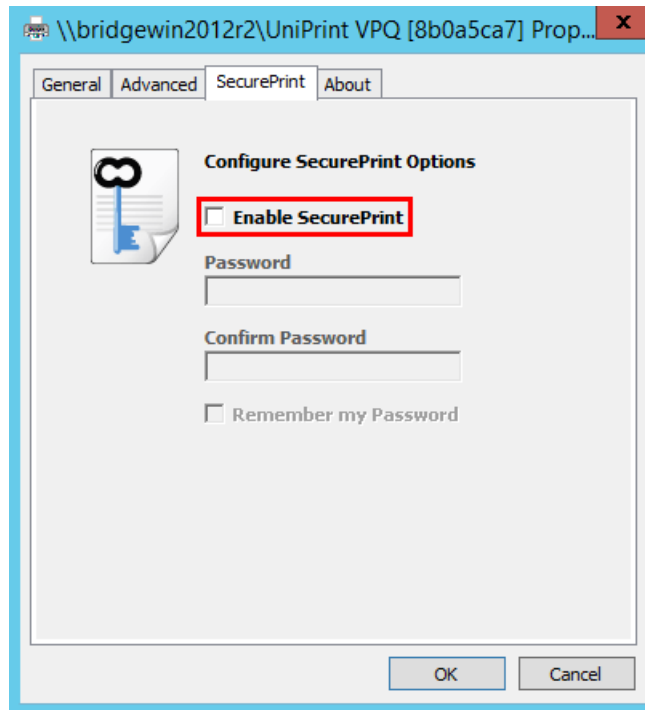 \\bridgewin2012r2\UniPrint VPQ [8b0a5ca7] Prop... x
General Advanced SecurePrint About
Configure SecurePrint Options
Enable SecurePrint
Password
Confirm Password
Remember my Password
OK Cancel